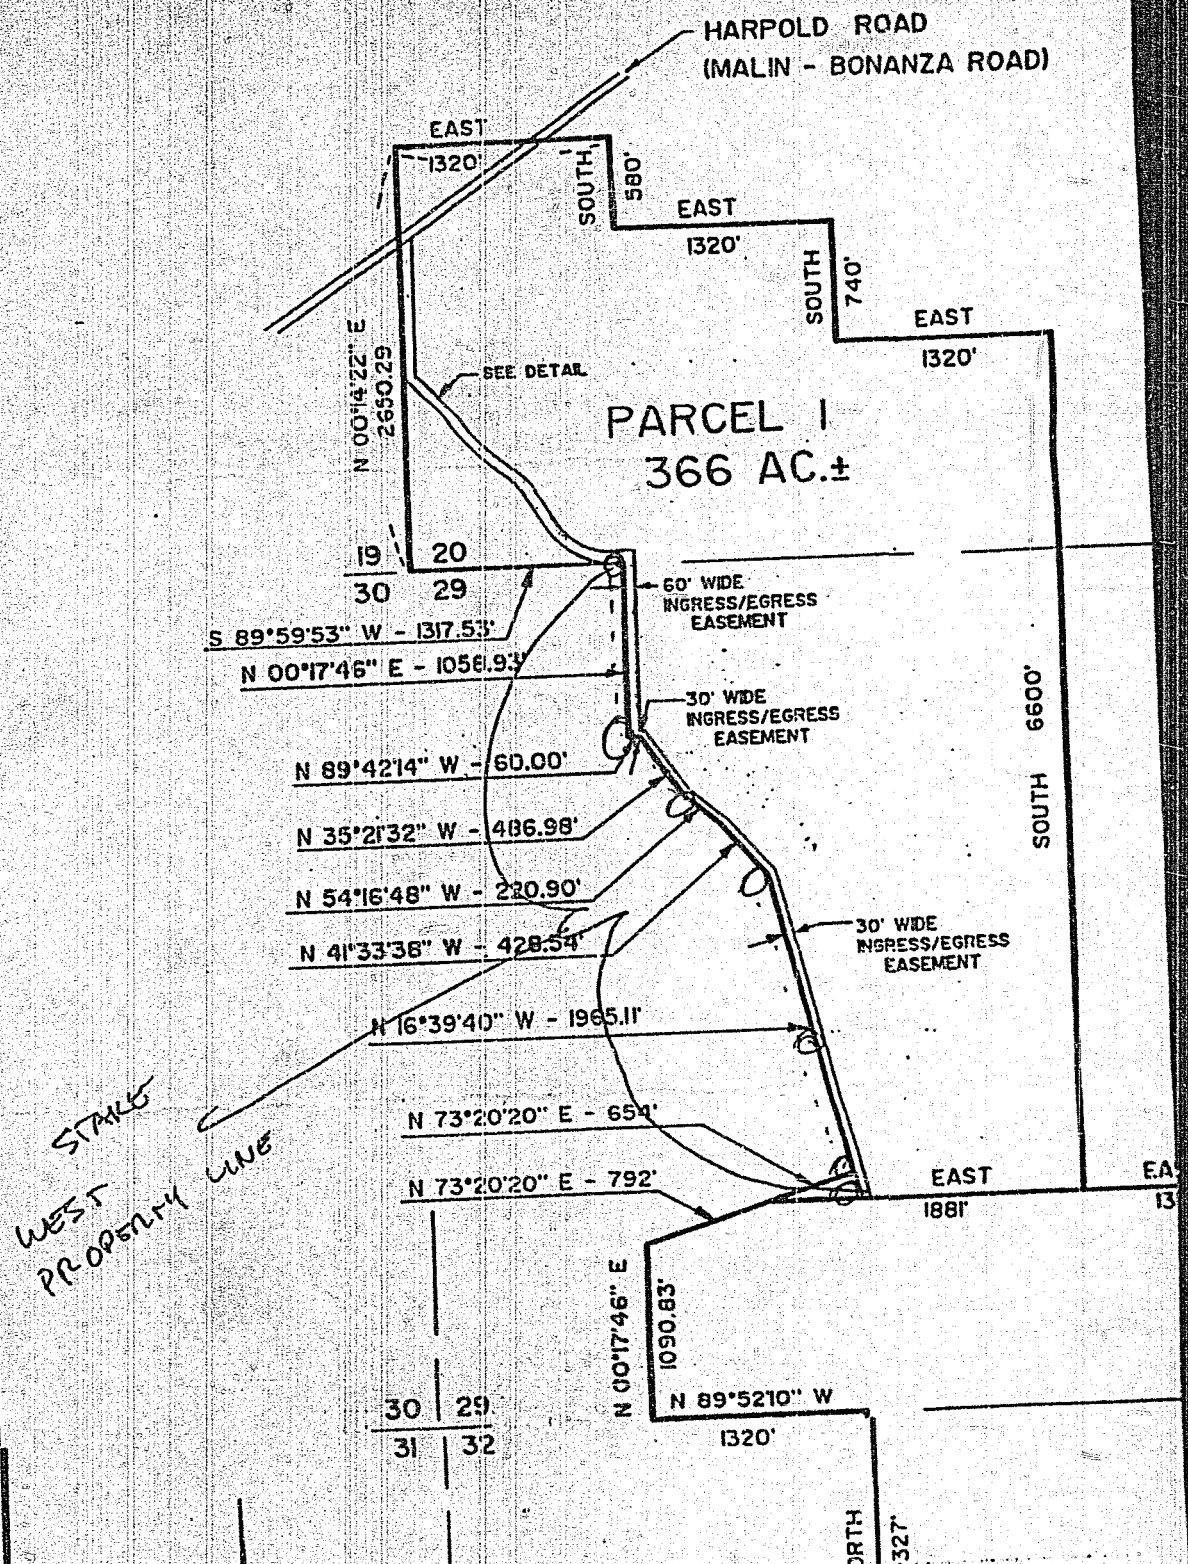 HARPOLD ROAD
(MALIN - BONANZA ROAD)
EAST
1320'
SOUTH
580'
EAST
1320'
SOUTH
740'
EAST
1320'
N 00°14'22" E
2650.29
SEE DETAIL
PARCEL 1
366 AC.±
19 20
30 29
60' WIDE
INGRESS/EGRESS
EASEMENT
S 89°59'53" W - 1317.53'
N 00°17'46" E - 1058.93'
30' WIDE
INGRESS/EGRESS
EASEMENT
SOUTH 6600'
N 89°42'14" W - 60.00'
N 35°21'32" W - 486.98'
N 54°16'48" W - 220.90'
N 41°33'38" W - 428.54'
30' WIDE
INGRESS/EGRESS
EASEMENT
N 16°39'40" W - 1965.11'
STAKE
WEST
PROPERTY LINE
N 73°20'20" E - 654'
N 73°20'20" E - 792'
EAST
1881'
N 00°17'46" E
1090.83'
N 89°52'10" W
1320'
30 29
31 32